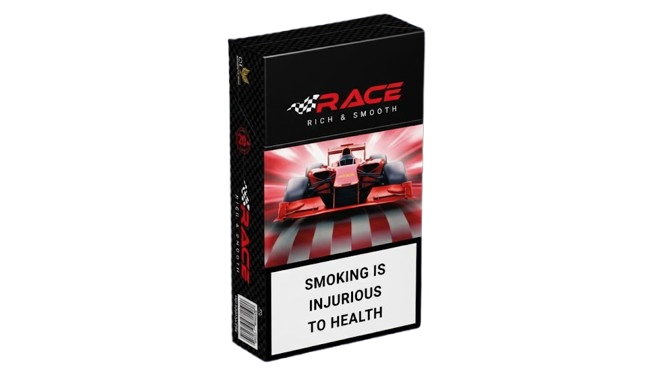 RACE
RICH & SMOOTH
SMOKING IS
INJURIOUS
TO HEALTH
RACE
RICH & SMOOTH